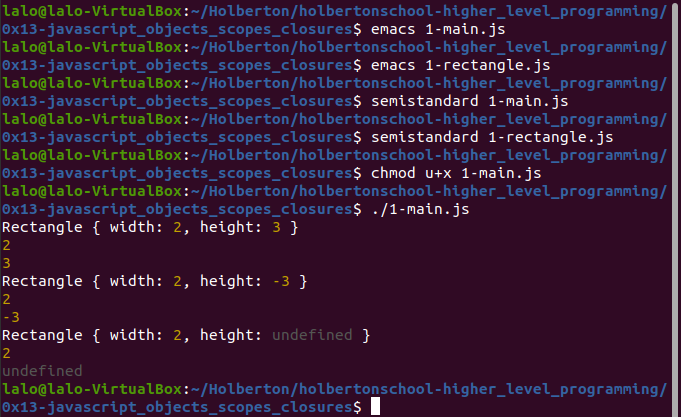 lalo@lalo-VirtualBox:~/Holberton/holbertonschool-higher_level_programming/
0x13-javascript_objects_scopes_closures$ emacs 1-main.js
lalo@lalo-VirtualBox:~/Holberton/holbertonschool-higher_level_programming/
0x13-javascript_objects_scopes_closures$ emacs 1-rectangle.js
lalo@lalo-VirtualBox:~/Holberton/holbertonschool-higher_level_programming/
0x13-javascript_objects_scopes_closures$ semistandard 1-main.js
lalo@lalo-VirtualBox:~/Holberton/holbertonschool-higher_level_programming/
0x13-javascript_objects_scopes_closures$ semistandard 1-rectangle.js
lalo@lalo-VirtualBox:~/Holberton/holbertonschool-higher_level_programming/
0x13-javascript_objects_scopes_closures$ chmod u+x 1-main.js
lalo@lalo-VirtualBox:~/Holberton/holbertonschool-higher_level_programming/
0x13-javascript_objects_scopes_closures$ ./1-main.js
Rectangle { width: 2, height: 3 }
2
3
Rectangle { width: 2, height: -3 }
2
-3
Rectangle { width: 2, height: undefined }
2
undefined
lalo@lalo-VirtualBox:~/Holberton/holbertonschool-higher_level_programming/
0x13-javascript_objects_scopes_closures$